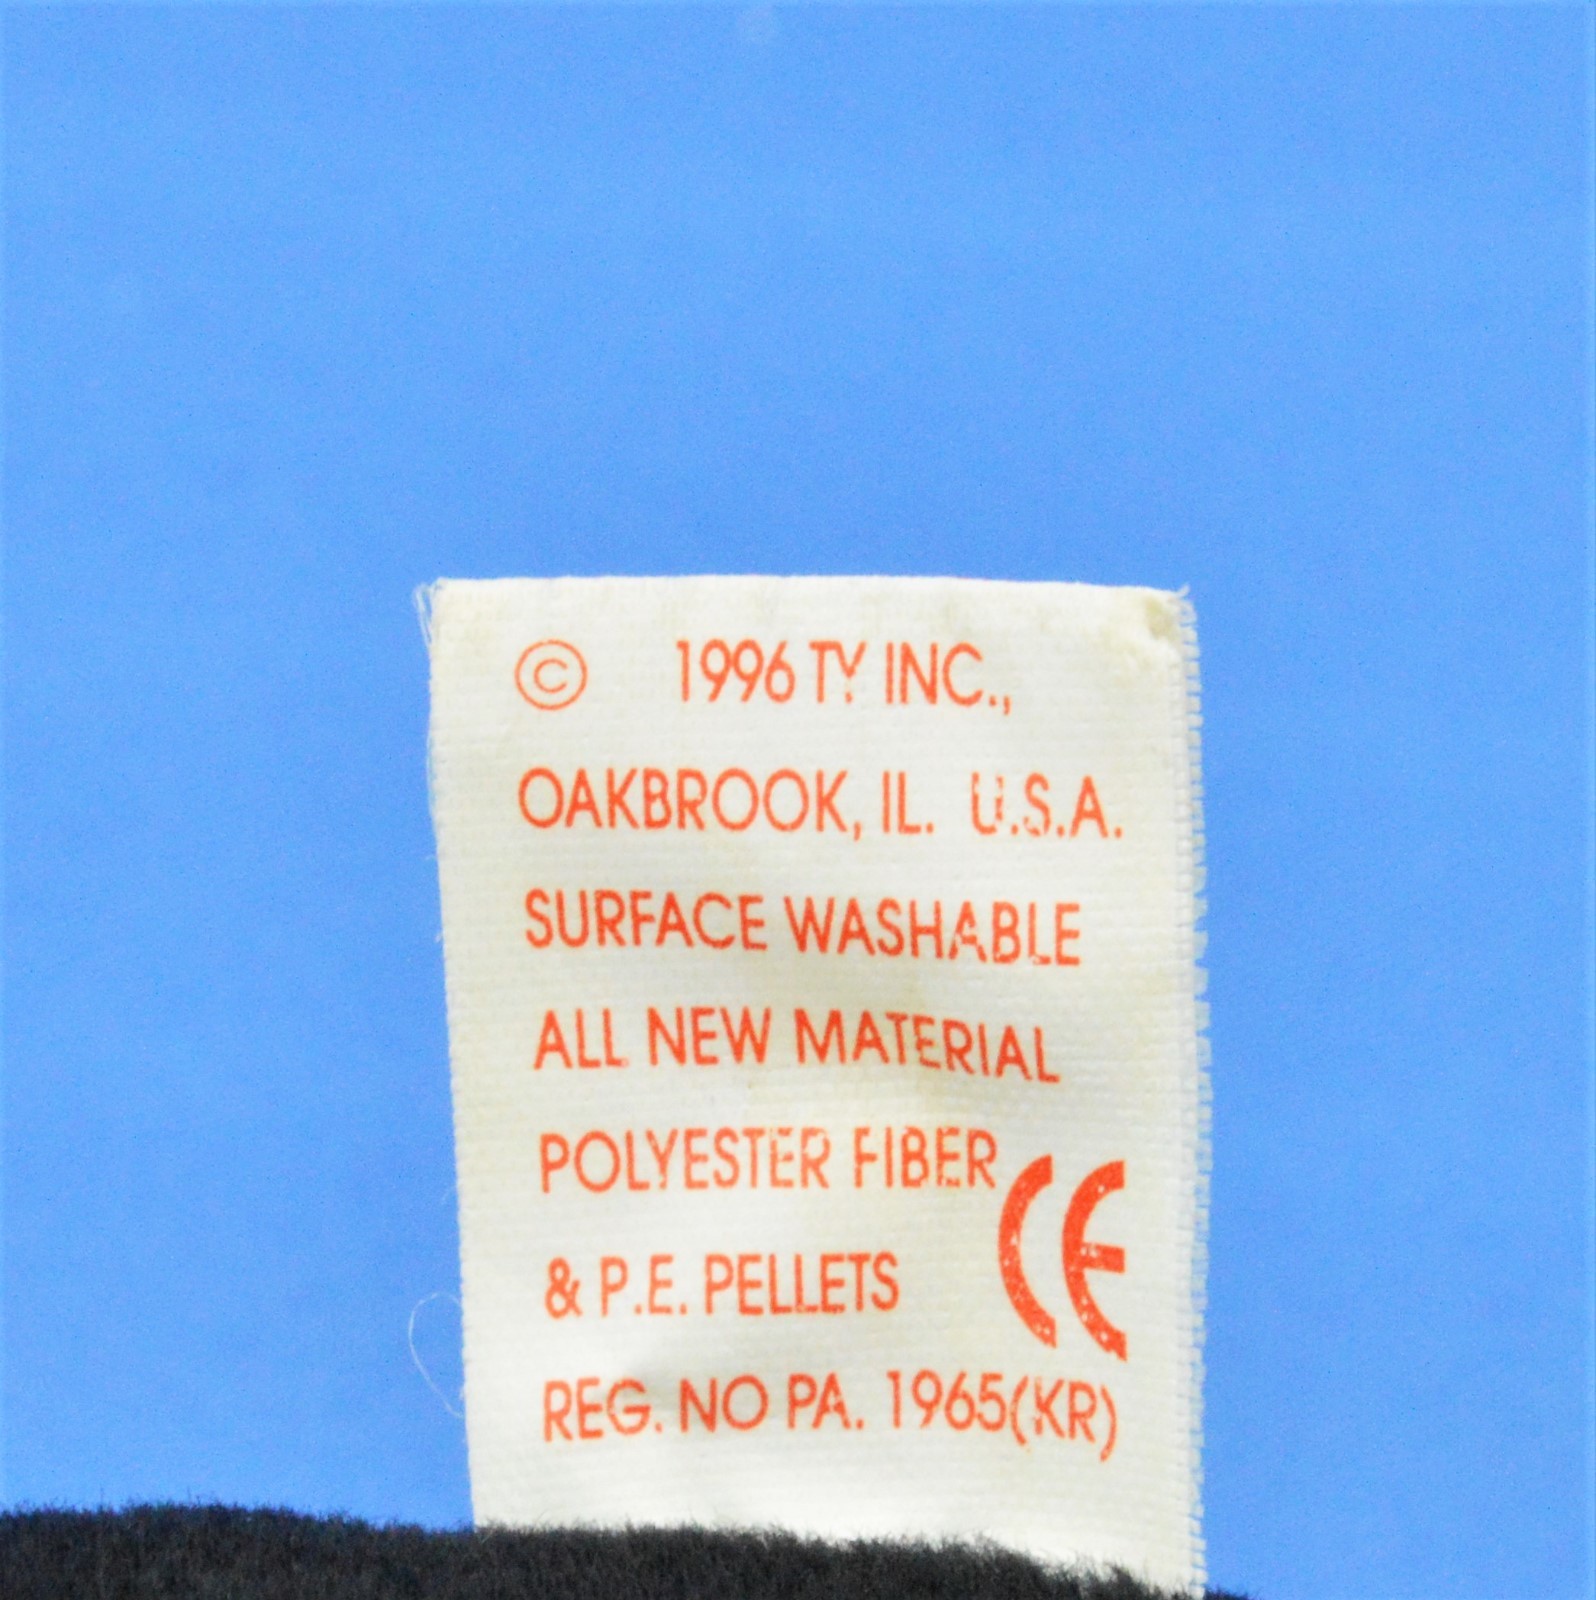 © 1996 TY INC.,
OAKBROOK, IL. U.S.A.
SURFACE WASHABLE
ALL NEW MATERIAL
POLYESTER FIBER
& P.E. PELLETS
CE
REG. NO PA. 1965(KR)